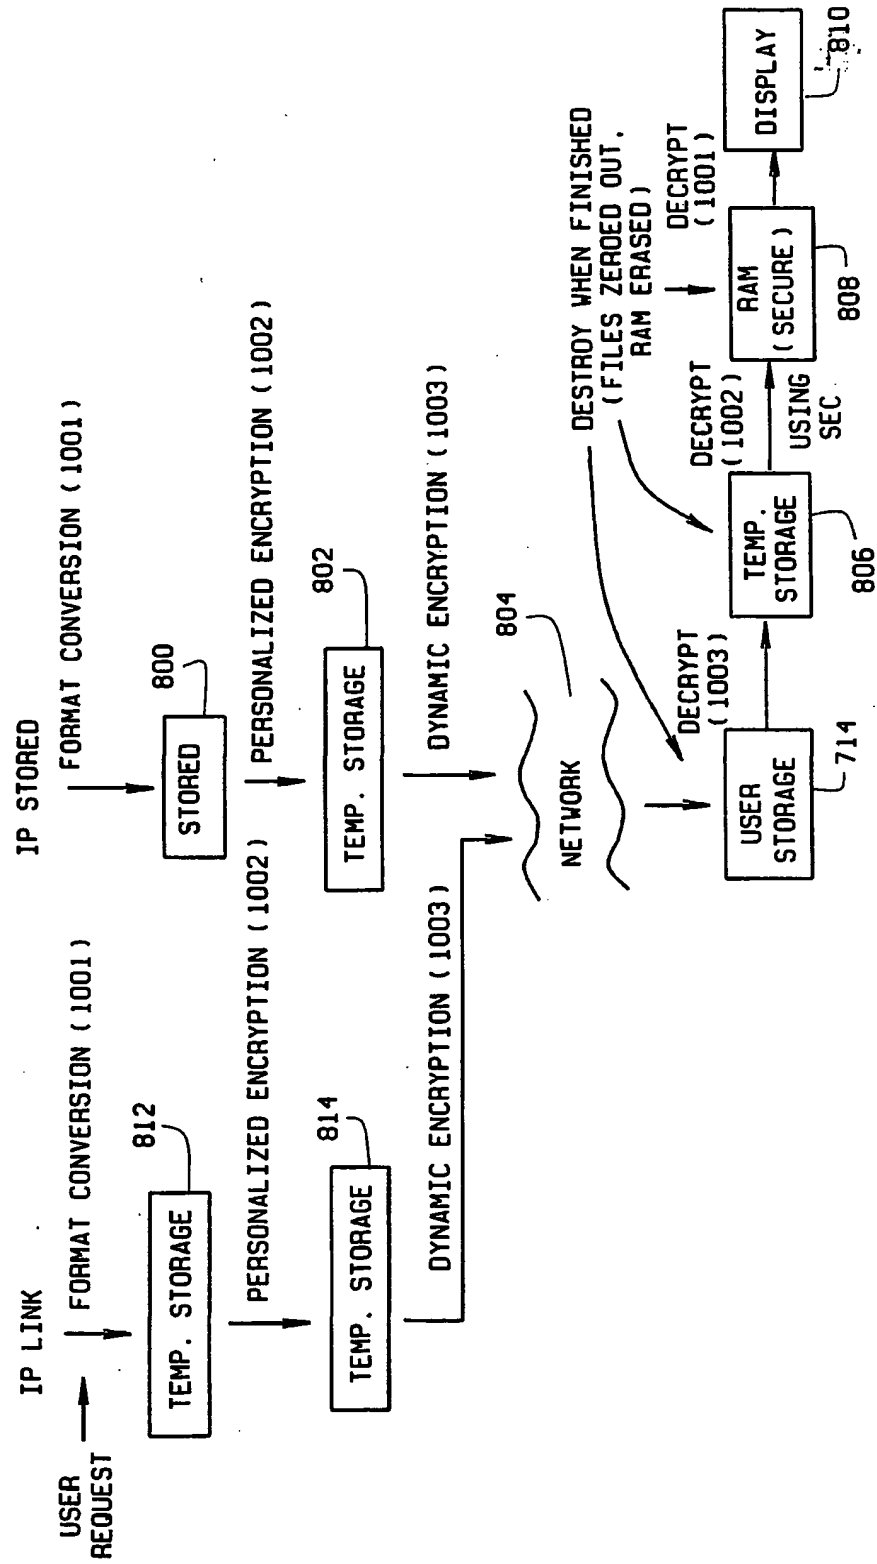 USER
REQUEST
IP LINK
FORMAT CONVERSION (1001)
812
TEMP. STORAGE
PERSONALIZED ENCRYPTION (1002)
814
TEMP. STORAGE
DYNAMIC ENCRYPTION (1003)
IP STORED
FORMAT CONVERSION (1001)
800
STORED
PERSONALIZED ENCRYPTION (1002)
802
TEMP. STORAGE
DYNAMIC ENCRYPTION (1003)
804
NETWORK
USER
STORAGE
714
DECRYPT
(1003)
TEMP.
STORAGE
806
DESTROY WHEN FINISHED
(FILES ZEROED OUT,
RAM ERASED)
DECRYPT
(1002)
USING
SEC
RAM
(SECURE)
808
DECRYPT
(1001)
DISPLAY
810